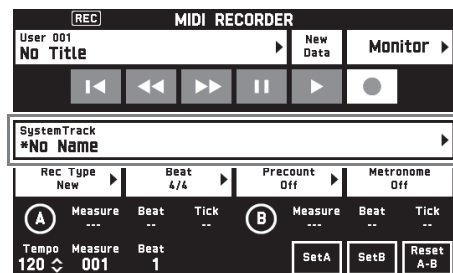 REC MIDI RECORDER
User 001
No Title
New
Data
Monitor
SystemTrack
*No Name
Rec Type
New
Beat
4/4
Precount
Off
Metronome
Off
A Measure Beat Tick B Measure Beat Tick
--- -- -- --- -- --
Tempo Measure Beat
120 001 1
SetA SetB Reset
A-B